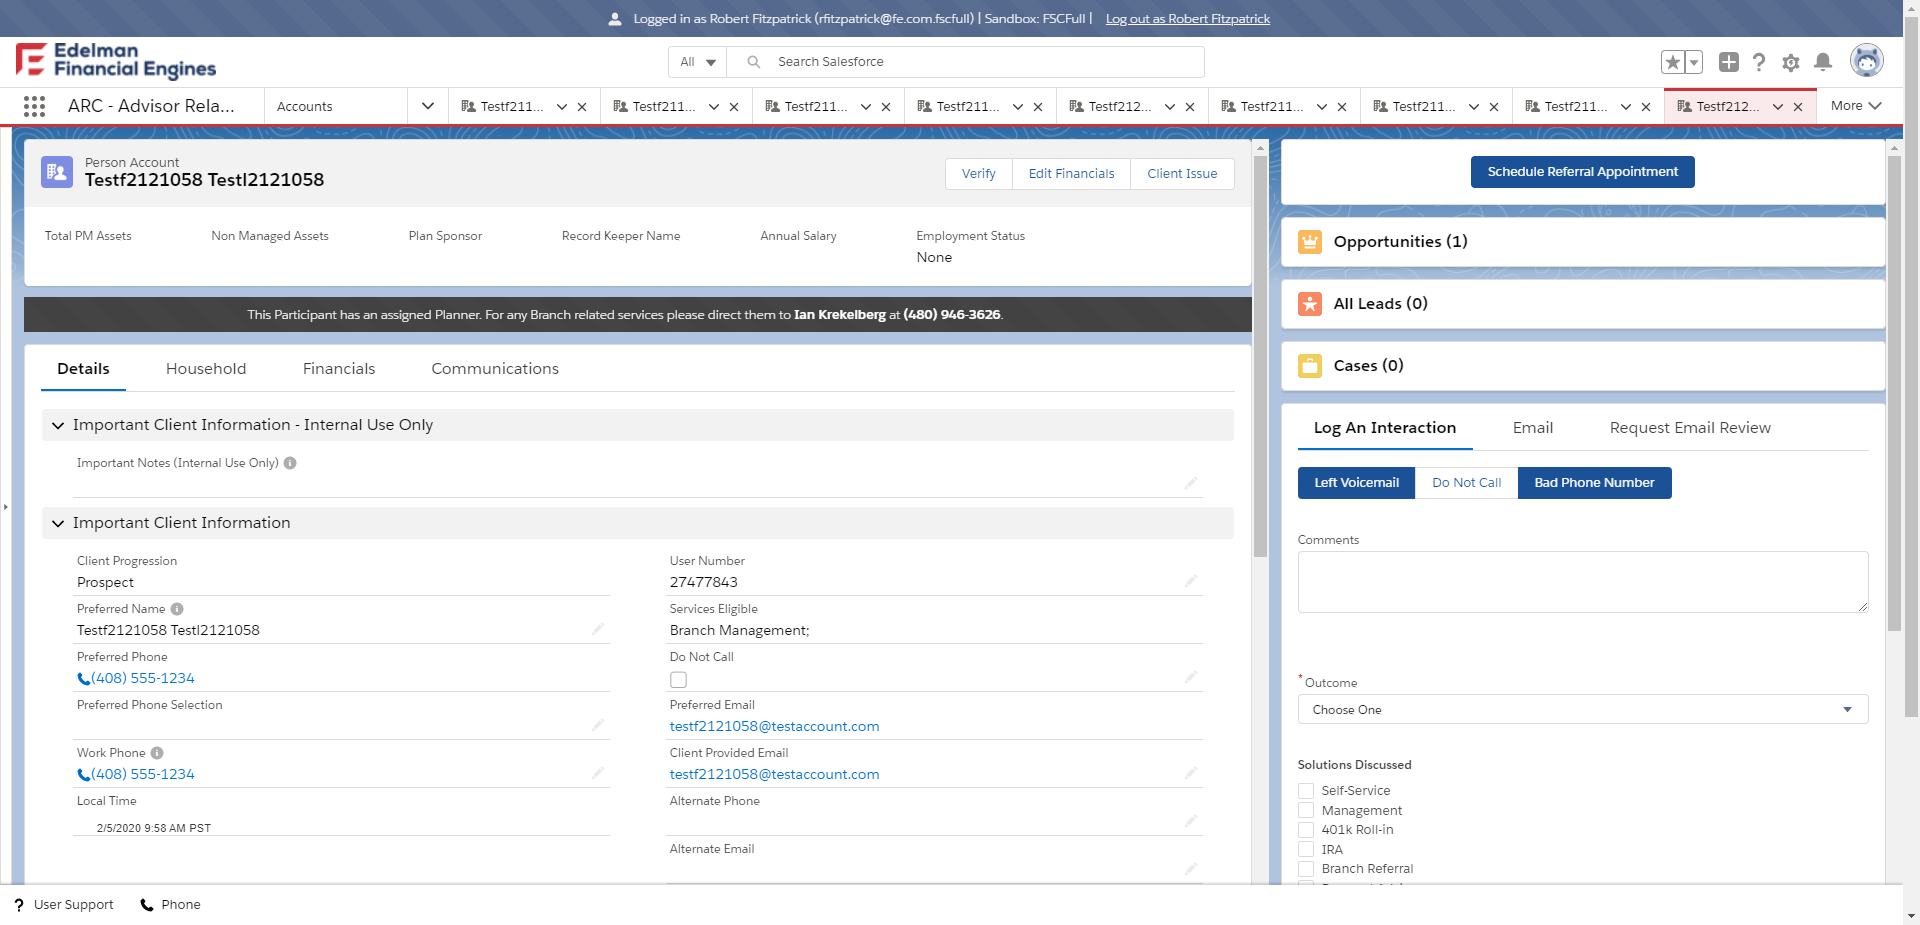 Logged in as Robert Fitzpatrick (rfitzpatrick@fe.com.fscfull) | Sandbox: FSCFull | Log out as Robert Fitzpatrick
Edelman
Financial Engines
All
Search Salesforce
ARC - Advisor Rela...
Accounts
Testf211...
Testf211...
Testf211...
Testf211...
Testf212...
Testf211...
Testf211...
Testf211...
Testf212...
More
Person Account
Testf2121058 Testl2121058
Verify
Edit Financials
Client Issue
Total PM Assets
Non Managed Assets
Plan Sponsor
Record Keeper Name
Annual Salary
Employment Status
None
This Participant has an assigned Planner. For any Branch related services please direct them to Ian Krekelberg at (480) 946-3626.
Details
Household
Financials
Communications
Important Client Information - Internal Use Only
Important Notes (Internal Use Only)
Important Client Information
Client Progression
Prospect
Preferred Name
Testf2121058 Testl2121058
Preferred Phone
(408) 555-1234
Preferred Phone Selection
Work Phone
(408) 555-1234
Local Time
2/5/2020 9:58 AM PST
User Number
27477843
Services Eligible
Branch Management;
Do Not Call
Preferred Email
testf2121058@testaccount.com
Client Provided Email
testf2121058@testaccount.com
Alternate Phone
Alternate Email
Schedule Referral Appointment
Opportunities (1)
All Leads (0)
Cases (0)
Log An Interaction
Email
Request Email Review
Left Voicemail
Do Not Call
Bad Phone Number
Comments
*Outcome
Choose One
Solutions Discussed
Self-Service
Management
401k Roll-in
IRA
Branch Referral
? User Support
Phone